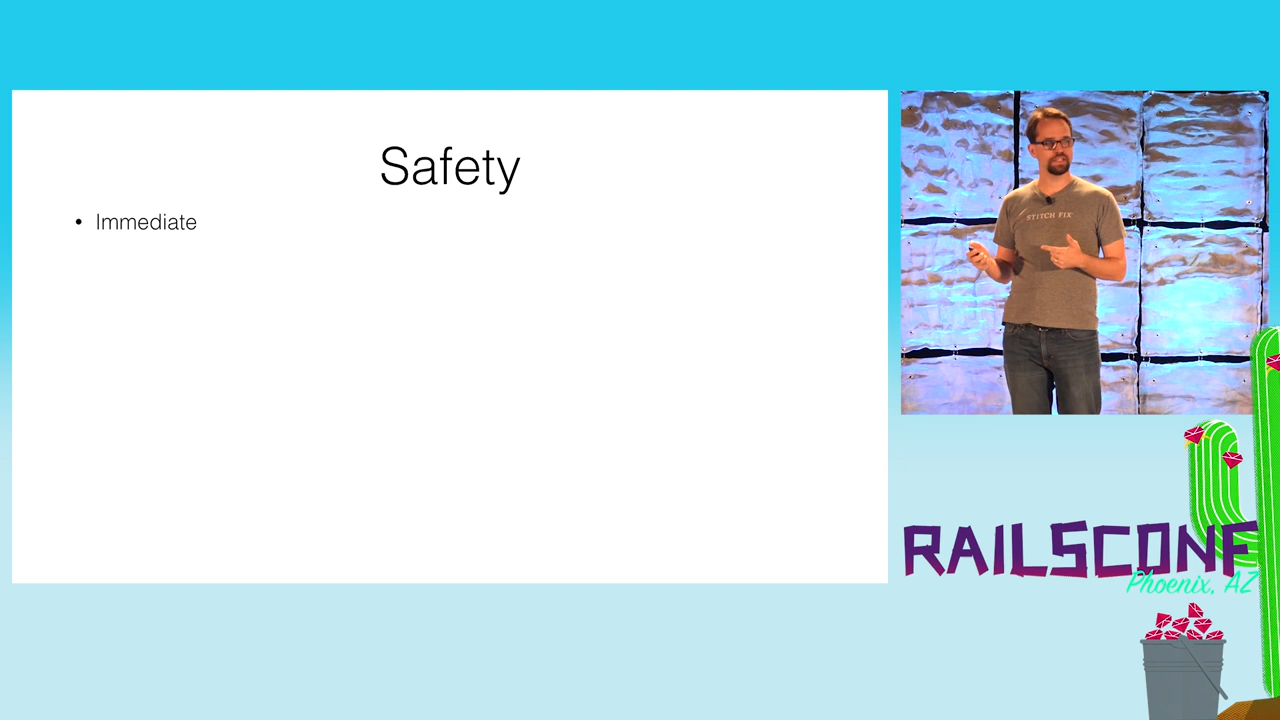 Safety
• Immediate
STITCH FIX
RAILSCONF
Phoenix, AZ